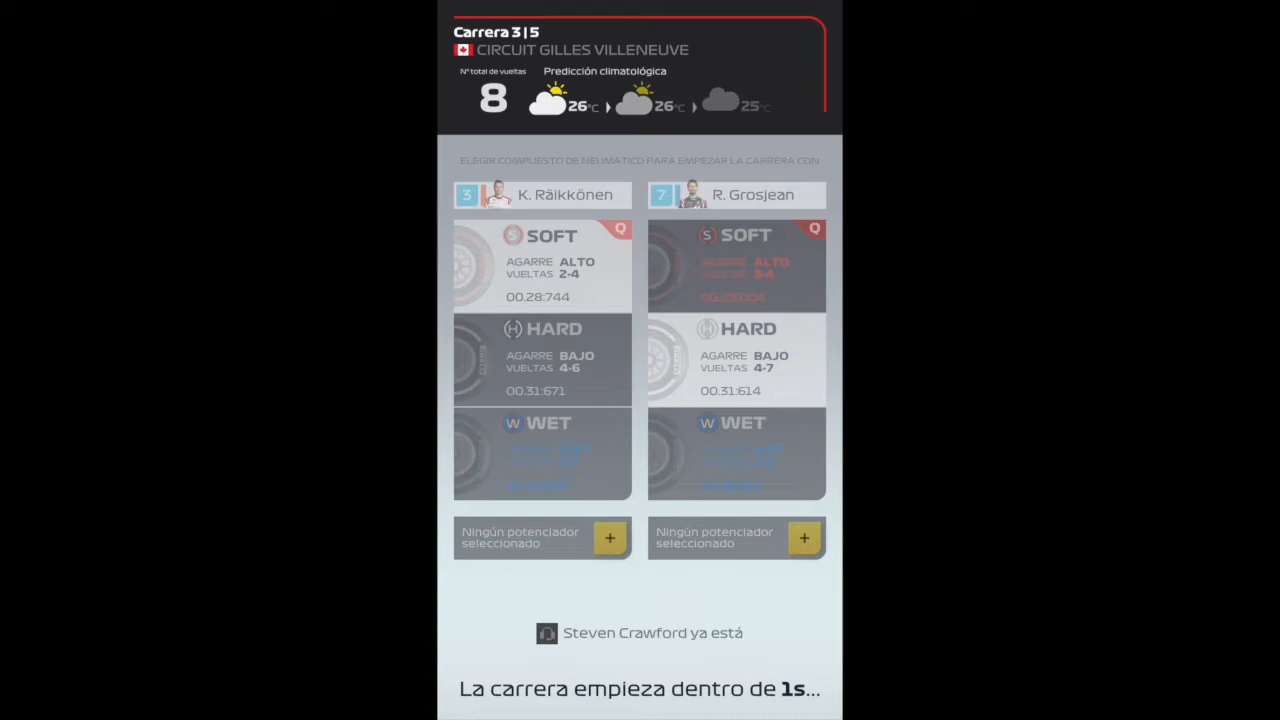 Carrera 3|5
CIRCUIT GILLES VILLENEUVE
Nº total de vueltas
Predicción climatológica
8
26°C
26°C
25°C
ELEGIR COMPUESTO DE NEUMÁTICO PARA EMPEZAR LA CARRERA CON
3 K. Räikkönen
7 R. Grosjean
S SOFT Q
AGARRE ALTO
VUELTAS 2-4
00.28:744
H HARD
AGARRE BAJO
VUELTAS 4-6
00.31:671
W WET
S SOFT Q
AGARRE ALTO
VUELTAS 3-4
H HARD
AGARRE BAJO
VUELTAS 4-7
00.31:614
W WET
Ningún potenciador
seleccionado
+
Ningún potenciador
seleccionado
+
Steven Crawford ya está
La carrera empieza dentro de 1s...